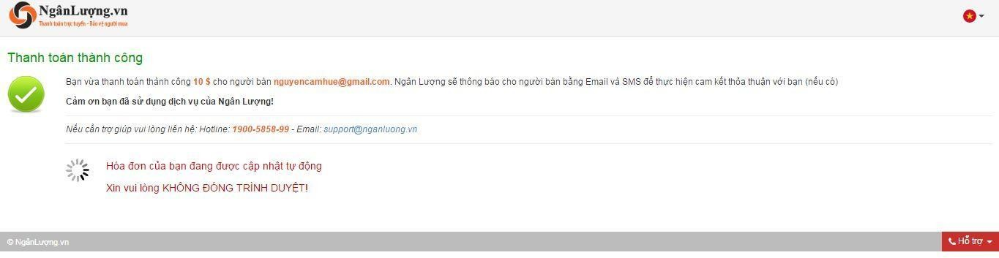 NgânLượng.vn
Thanh toán trực tuyến - Bảo vệ người mua
Thanh toán thành công
Bạn vừa thanh toán thành công 10 $ cho người bán nguyencamhue@gmail.com. Ngân Lượng sẽ thông báo cho người bán bằng Email và SMS để thực hiện cam kết thỏa thuận với bạn (nếu có)
Cảm ơn bạn đã sử dụng dịch vụ của Ngân Lượng!
Nếu cần trợ giúp vui lòng liên hệ: Hotline: 1900-5858-99 - Email: support@nganluong.vn
Hóa đơn của bạn đang được cập nhật tự động
Xin vui lòng KHÔNG ĐÓNG TRÌNH DUYỆT!
© NgânLượng.vn
Hỗ trợ